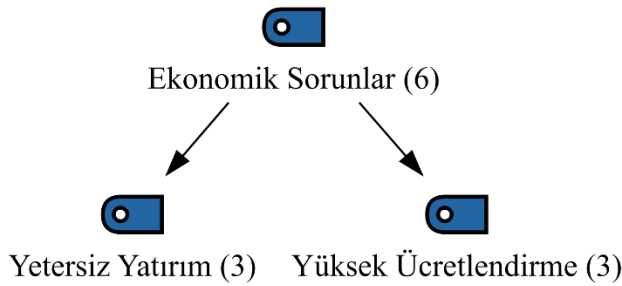 Ekonomik Sorunlar (6)
Yetersiz Yatırım (3)
Yüksek Ücretlendirme (3)